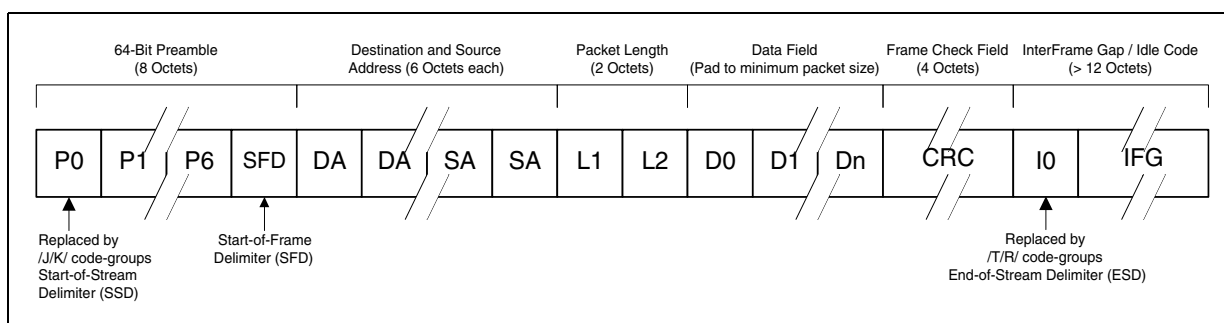 64-Bit Preamble
(8 Octets)
Destination and Source
Address (6 Octets each)
Packet Length
(2 Octets)
Data Field
(Pad to minimum packet size)
Frame Check Field
(4 Octets)
InterFrame Gap / Idle Code
(> 12 Octets)
P0 P1 P6 SFD DA DA SA SA L1 L2 D0 D1 Dn CRC I0 IFG
Replaced by
/J/K/ code-groups
Start-of-Stream
Delimiter (SSD)
Start-of-Frame
Delimiter (SFD)
Replaced by
/T/R/ code-groups
End-of-Stream Delimiter (ESD)